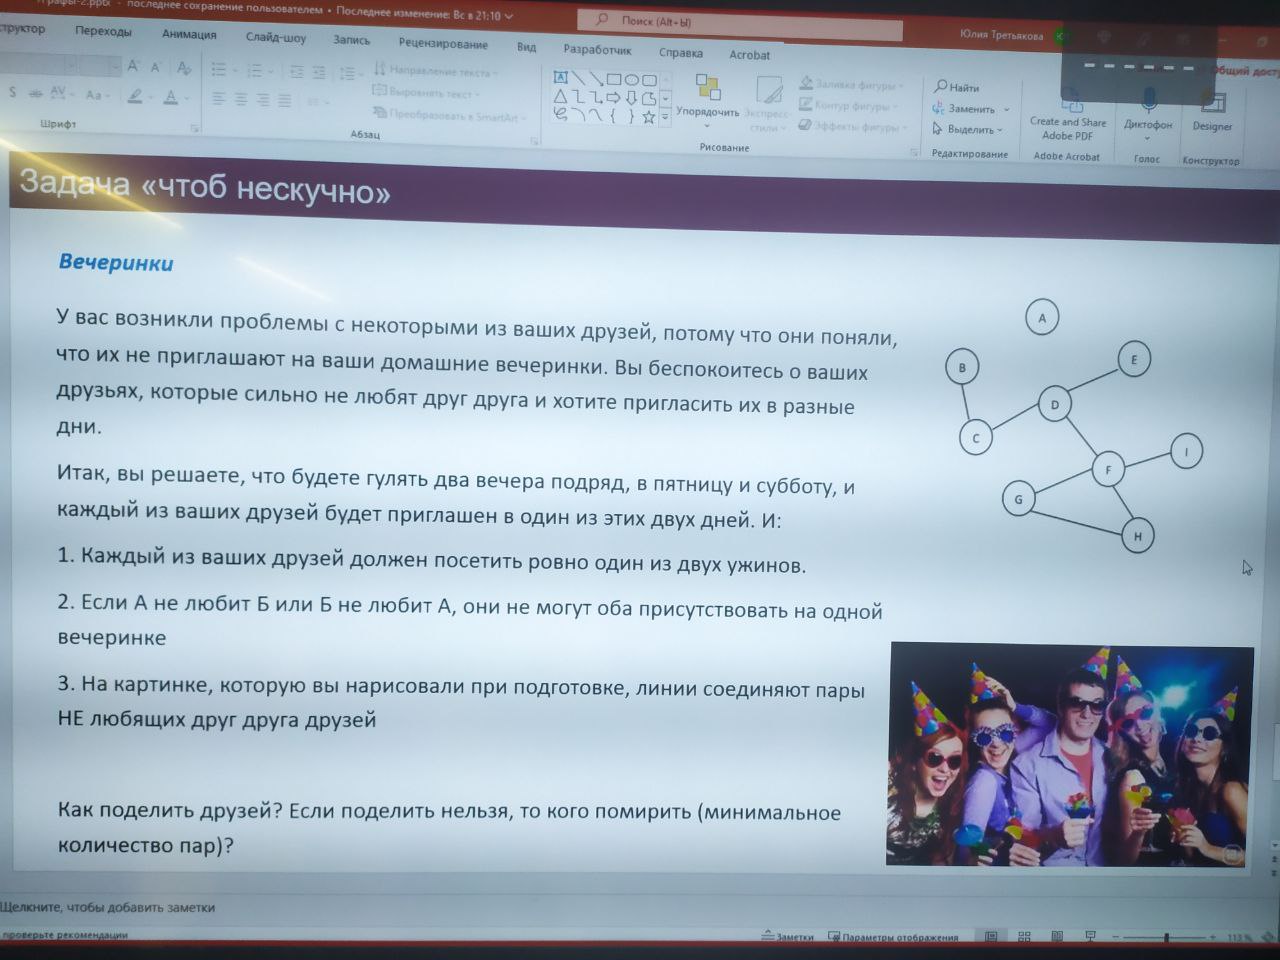 Графы-2.pptx • последнее сохранение пользователем • Последнее изменение: Вс в 21:10
Поиск (Alt+Ы)
Юлия Третьякова
Переходы Анимация Слайд-шоу Запись Рецензирование Вид Разработчик Справка Acrobat
Общий
Направление текста
Выровнять текст
Преобразовать в SmartArt
Шрифт
Абзац
Упорядочить
Экспресс-стили
Заливка фигуры
Контур фигуры
Эффекты фигуры
Рисование
Найти
Заменить
Выделить
Редактирование
Create and Share
Adobe PDF
Adobe Acrobat
Диктофон
Голос
Designer
Конструктор
Задача «чтоб нескучно»
Вечеринки
У вас возникли проблемы с некоторыми из ваших друзей, потому что они поняли,
что их не приглашают на ваши домашние вечеринки. Вы беспокоитесь о ваших
друзьях, которые сильно не любят друг друга и хотите пригласить их в разные
дни.
Итак, вы решаете, что будете гулять два вечера подряд, в пятницу и субботу, и
каждый из ваших друзей будет приглашен в один из этих двух дней. И:
1. Каждый из ваших друзей должен посетить ровно один из двух ужинов.
2. Если А не любит Б или Б не любит А, они не могут оба присутствовать на одной
вечеринке
3. На картинке, которую вы нарисовали при подготовке, линии соединяют пары
НЕ любящих друг друга друзей
Как поделить друзей? Если поделить нельзя, то кого помирить (минимальное
количество пар)?
A
B
E
D
C
I
F
G
H
Щелкните, чтобы добавить заметки
проверьте рекомендации
Заметки
Параметры отображения
113 %